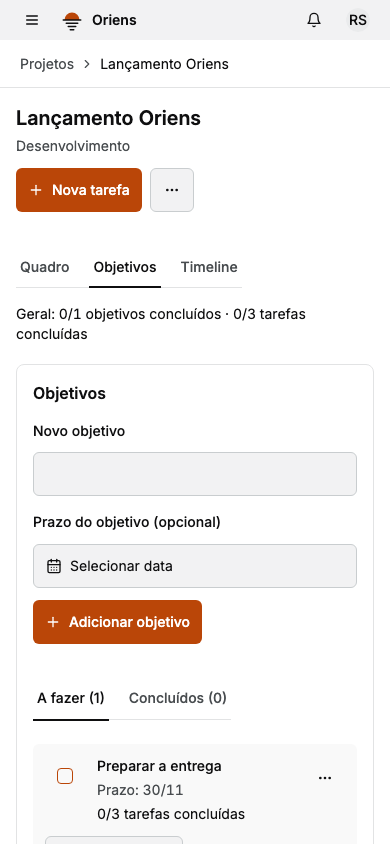 Oriens
RS
Projetos
Lançamento Oriens
Lançamento Oriens
Desenvolvimento
Nova tarefa
Quadro
Objetivos
Timeline
Geral: 0/1 objetivos concluídos · 0/3 tarefas
concluídas
Objetivos
Novo objetivo
Prazo do objetivo (opcional)
Selecionar data
Adicionar objetivo
A fazer (1)
Concluídos (0)
Preparar a entrega
Prazo: 30/11
0/3 tarefas concluídas